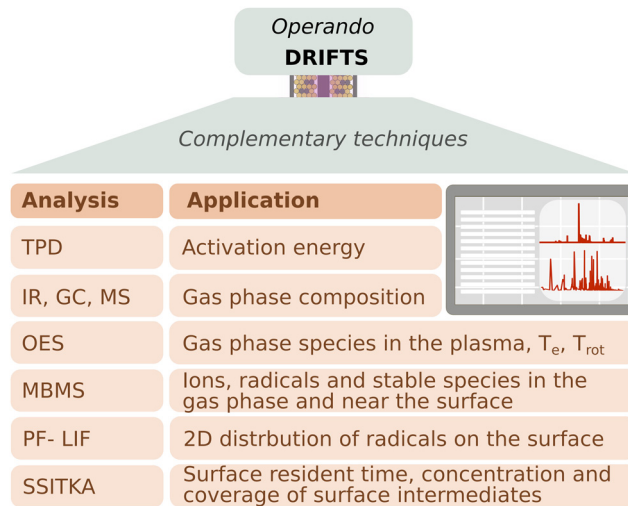 Operando
DRIFTS
Complementary techniques
Analysis Application
TPD Activation energy
IR, GC, MS Gas phase composition
OES Gas phase species in the plasma, Te, Trot
MBMS Ions, radicals and stable species in the
gas phase and near the surface
PF- LIF 2D distrbution of radicals on the surface
SSITKA Surface resident time, concentration and
coverage of surface intermediates